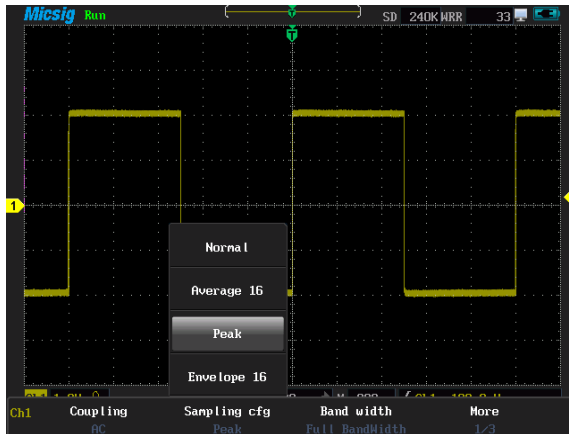 Micsig Run SD 240K WRR 33
T
T
1
Normal
Average 16
Peak
Envelope 16
Ch1 Coupling Sampling cfg Band width More
AC Peak Full BandWidth 1/3